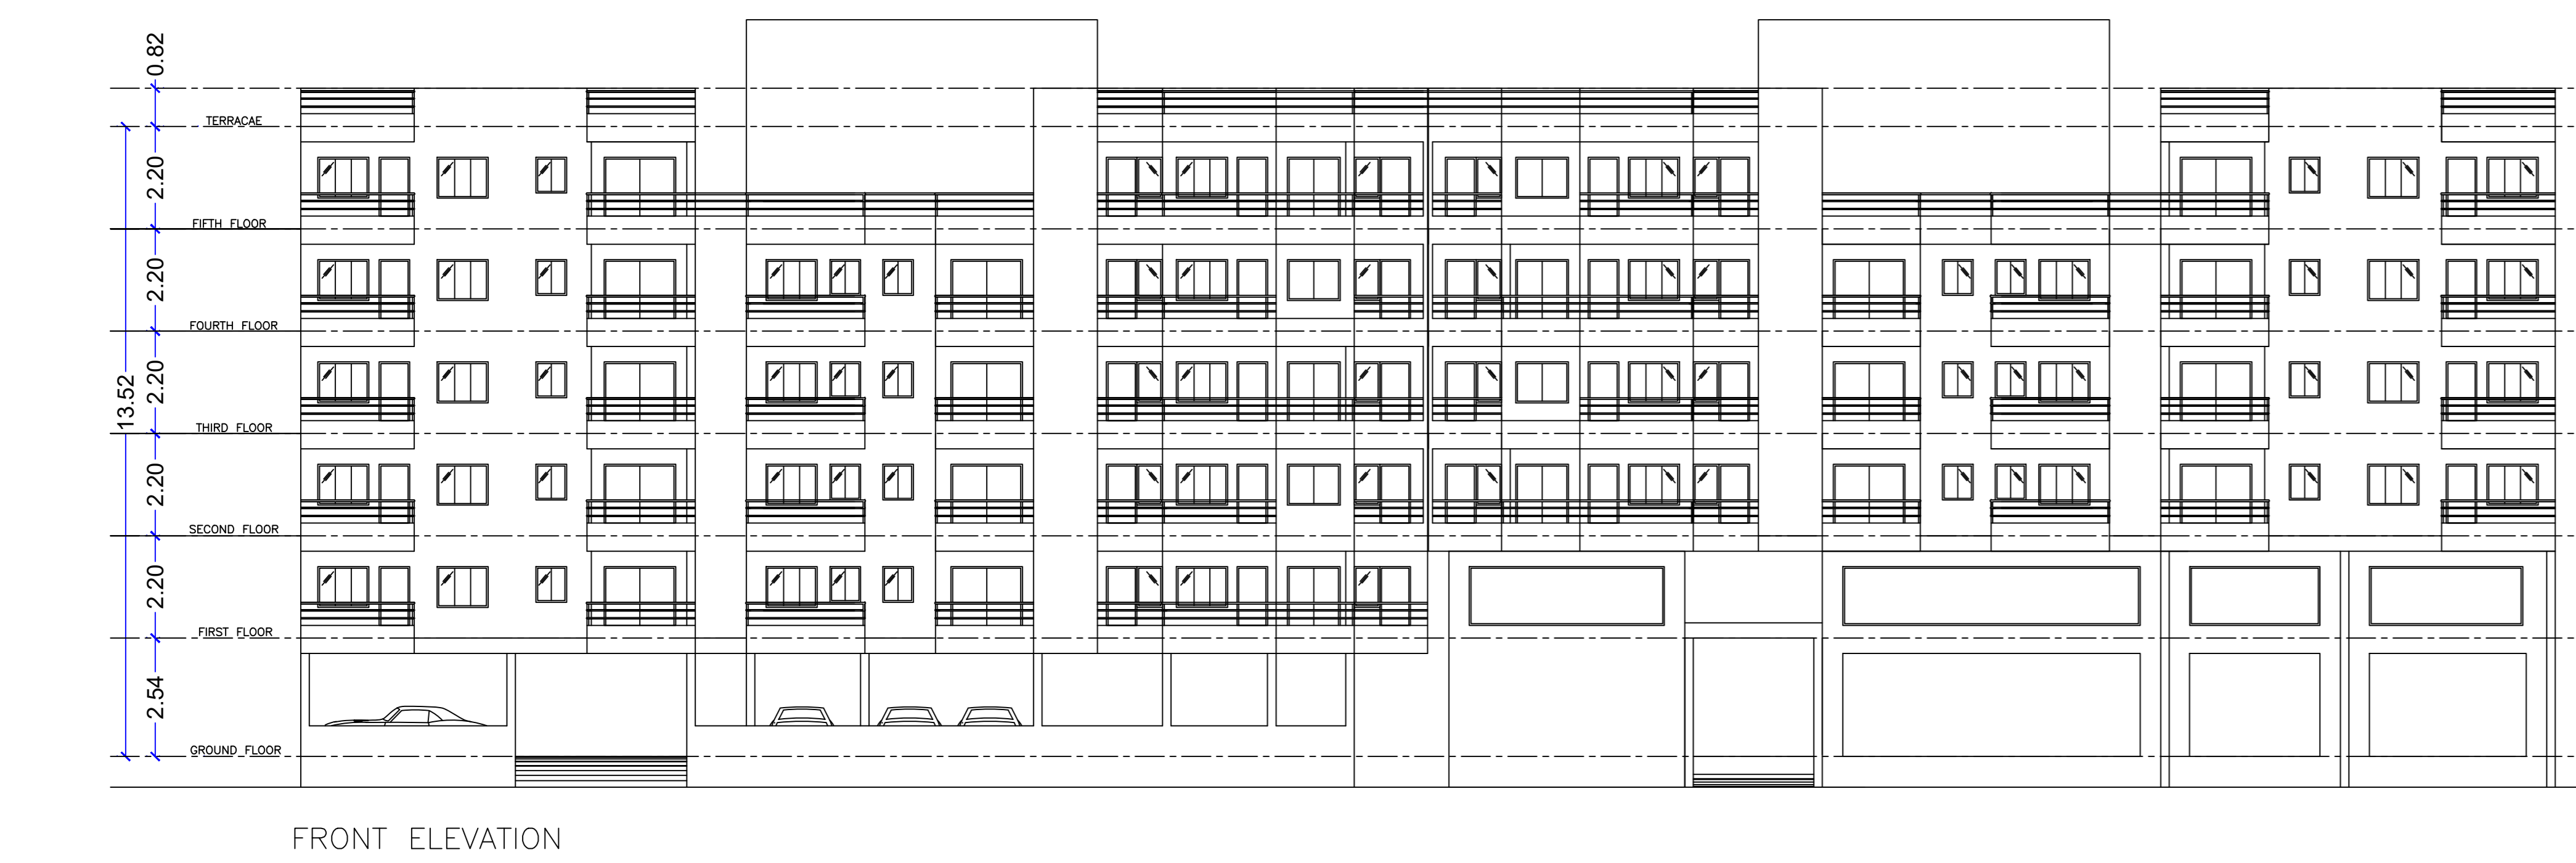 0.82
TERRACAE
2.20
FIFTH FLOOR
2.20
FOURTH FLOOR
2.20
13.52
THIRD FLOOR
2.20
SECOND FLOOR
2.20
FIRST FLOOR
2.54
GROUND FLOOR
FRONT ELEVATION